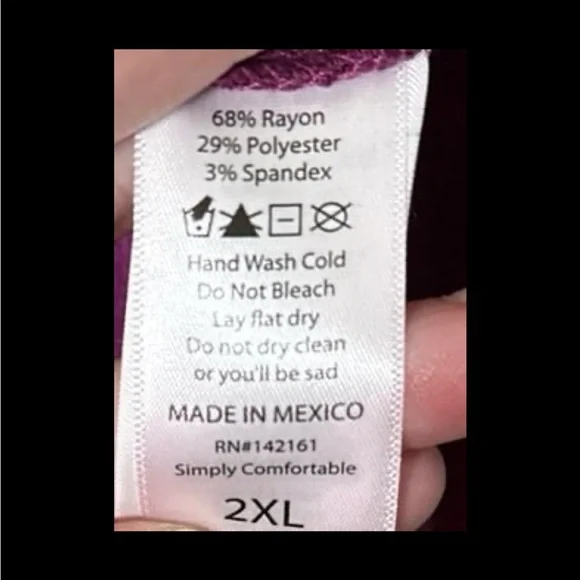 68% Rayon
29% Polyester
3% Spandex
Hand Wash Cold
Do Not Bleach
Lay flat dry
Do not dry clean
or you'll be sad
MADE IN MEXICO
RN#142161
Simply Comfortable
2XL